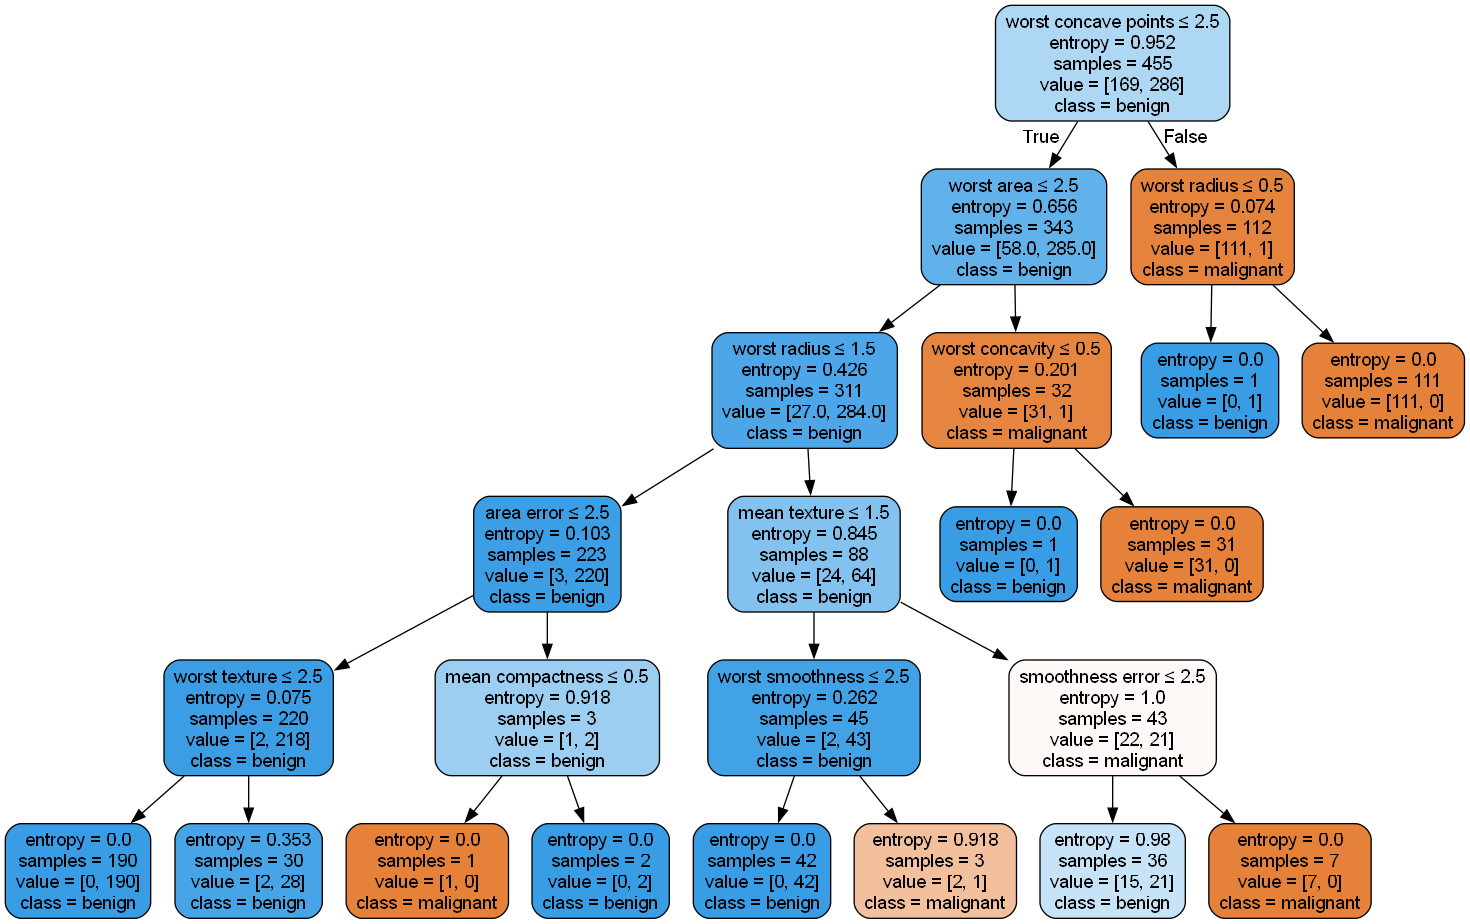 worst concave points ≤ 2.5
entropy = 0.952
samples = 455
value = [169, 286]
class = benign
True
False
worst area ≤ 2.5
entropy = 0.656
samples = 343
value = [58.0, 285.0]
class = benign
worst radius ≤ 0.5
entropy = 0.074
samples = 112
value = [111, 1]
class = malignant
worst radius ≤ 1.5
entropy = 0.426
samples = 311
value = [27.0, 284.0]
class = benign
worst concavity ≤ 0.5
entropy = 0.201
samples = 32
value = [31, 1]
class = malignant
entropy = 0.0
samples = 1
value = [0, 1]
class = benign
entropy = 0.0
samples = 111
value = [111, 0]
class = malignant
area error ≤ 2.5
entropy = 0.103
samples = 223
value = [3, 220]
class = benign
mean texture ≤ 1.5
entropy = 0.845
samples = 88
value = [24, 64]
class = benign
entropy = 0.0
samples = 1
value = [0, 1]
class = benign
entropy = 0.0
samples = 31
value = [31, 0]
class = malignant
worst texture ≤ 2.5
entropy = 0.075
samples = 220
value = [2, 218]
class = benign
mean compactness ≤ 0.5
entropy = 0.918
samples = 3
value = [1, 2]
class = benign
worst smoothness ≤ 2.5
entropy = 0.262
samples = 45
value = [2, 43]
class = benign
smoothness error ≤ 2.5
entropy = 1.0
samples = 43
value = [22, 21]
class = malignant
entropy = 0.0
samples = 190
value = [0, 190]
class = benign
entropy = 0.353
samples = 30
value = [2, 28]
class = benign
entropy = 0.0
samples = 1
value = [1, 0]
class = malignant
entropy = 0.0
samples = 2
value = [0, 2]
class = benign
entropy = 0.0
samples = 42
value = [0, 42]
class = benign
entropy = 0.918
samples = 3
value = [2, 1]
class = malignant
entropy = 0.98
samples = 36
value = [15, 21]
class = benign
entropy = 0.0
samples = 7
value = [7, 0]
class = malignant